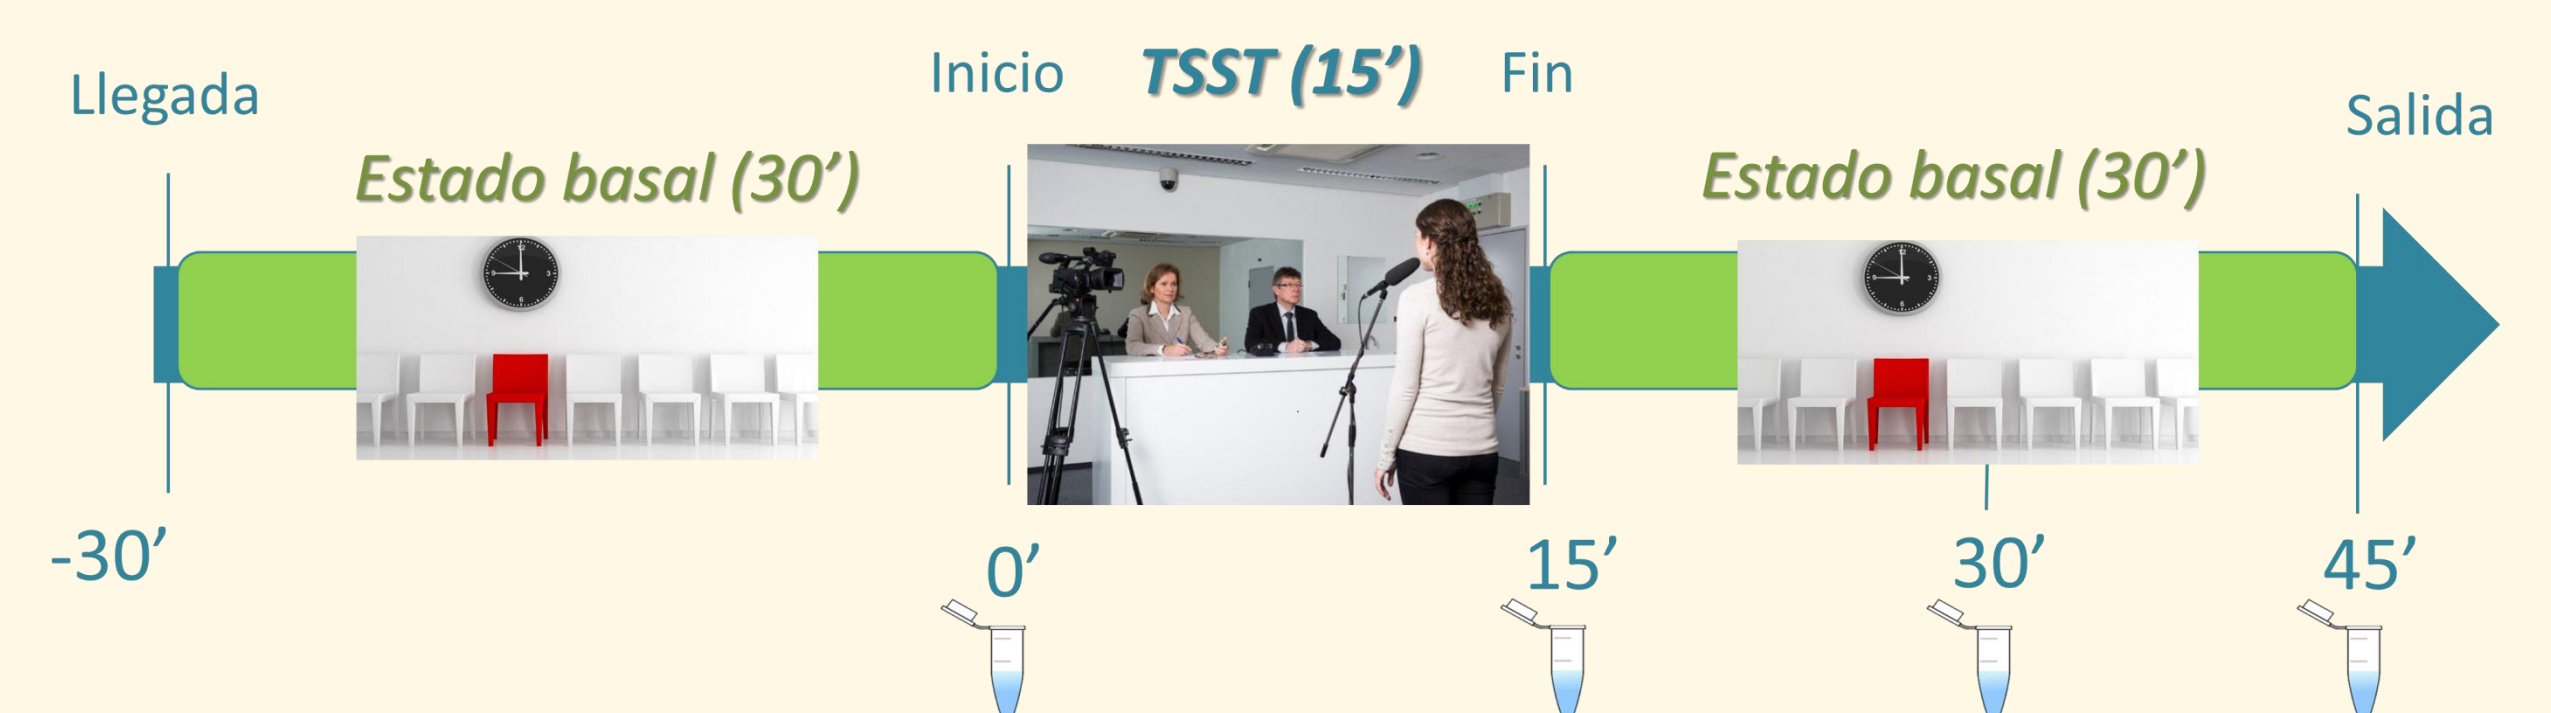 Llegada
Estado basal (30’)
Inicio
TSST (15’)
Fin
Estado basal (30’)
Salida
-30’
0’
15’
30’
45’